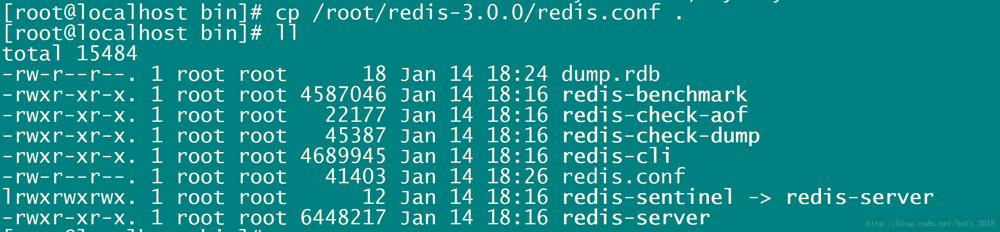 [root@localhost bin]# cp /root/redis-3.0.0/redis.conf .
[root@localhost bin]# ll
total 15484
-rw-r--r--. 1 root root      18 Jan 14 18:24 dump.rdb
-rwxr-xr-x. 1 root root 4587046 Jan 14 18:16 redis-benchmark
-rwxr-xr-x. 1 root root   22177 Jan 14 18:16 redis-check-aof
-rwxr-xr-x. 1 root root   45387 Jan 14 18:16 redis-check-dump
-rwxr-xr-x. 1 root root 4689945 Jan 14 18:16 redis-cli
-rw-r--r--. 1 root root   41403 Jan 14 18:26 redis.conf
lrwxrwxrwx. 1 root root      12 Jan 14 18:16 redis-sentinel -> redis-server
-rwxr-xr-x. 1 root root 6448217 Jan 14 18:16 redis-server
http://blog.csdn.net/bsfz_2018